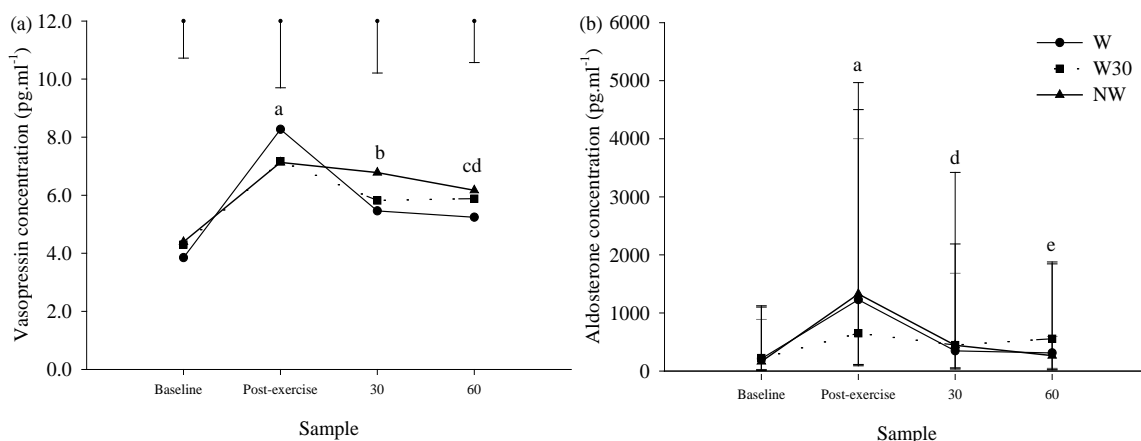 (a)
Vasopressin concentration (pg.ml⁻¹)
12.0
10.0
8.0
6.0
4.0
2.0
0.0
a
b
cd
Baseline
Post-exercise
30
60
Sample
(b)
Aldosterone concentration (pg.ml⁻¹)
6000
5000
4000
3000
2000
1000
0
a
d
e
W
W30
NW
Baseline
Post-exercise
30
60
Sample